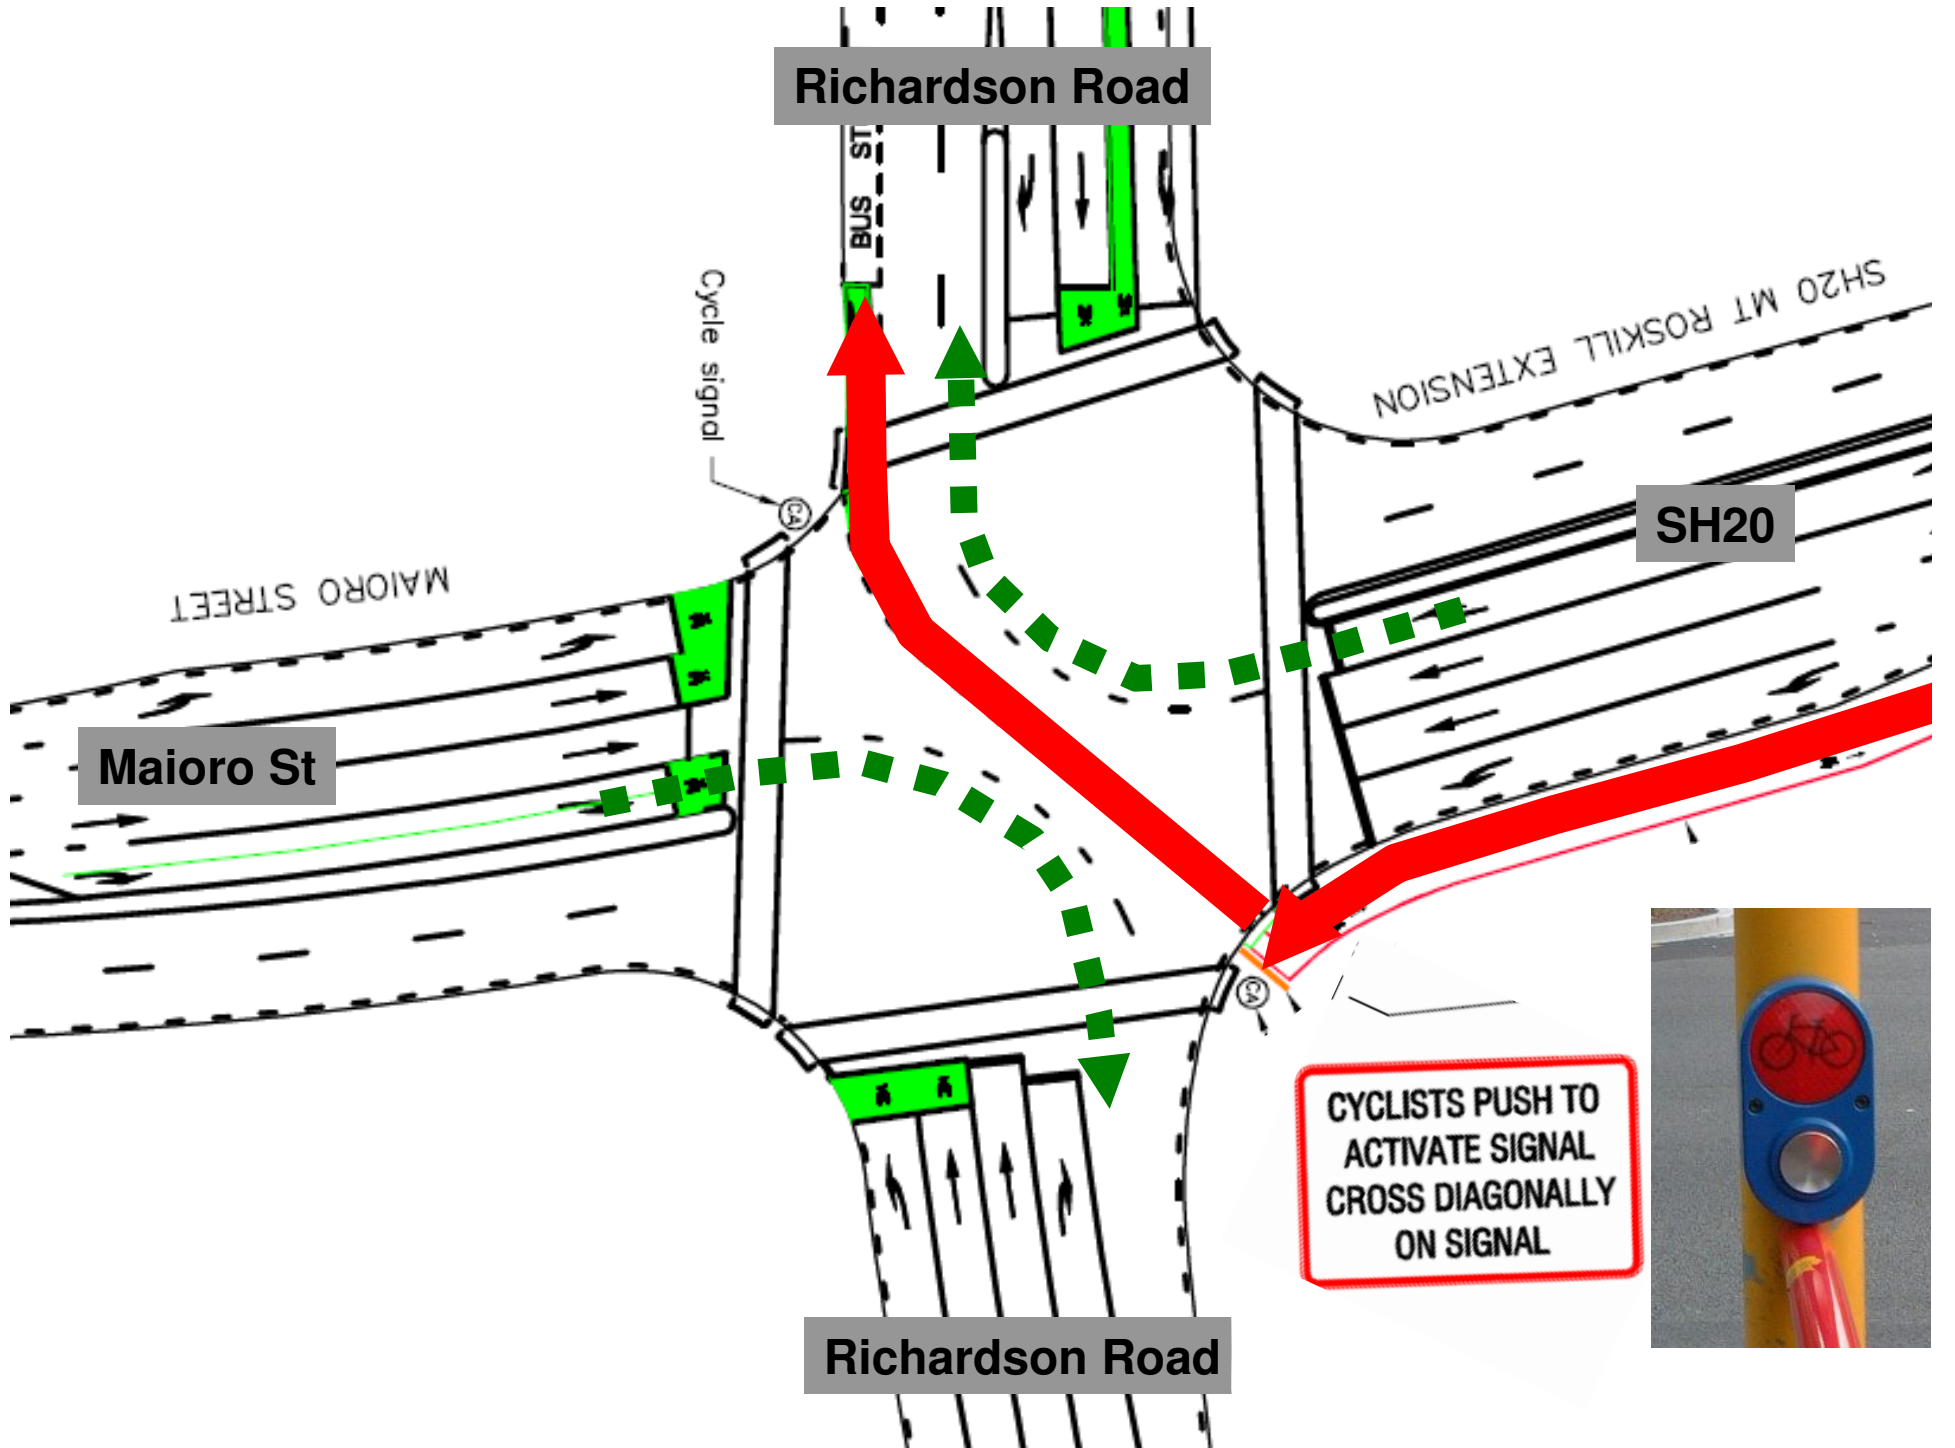 Richardson Road
BUS ST
Cycle signal
SH20 MT ROSKILL EXTENSION
SH20
MAIORO STREET
Maioro St
CYCLISTS PUSH TO
ACTIVATE SIGNAL
CROSS DIAGONALLY
ON SIGNAL
Richardson Road